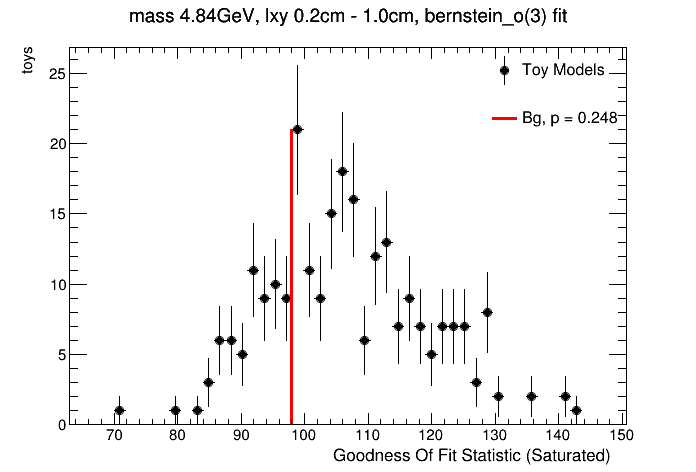 mass 4.84GeV, lxy 0.2cm - 1.0cm, bernstein_o(3) fit
toys
25
20
15
10
5
0
Toy Models
Bg, p = 0.248
70 80 90 100 110 120 130 140 150
Goodness Of Fit Statistic (Saturated)